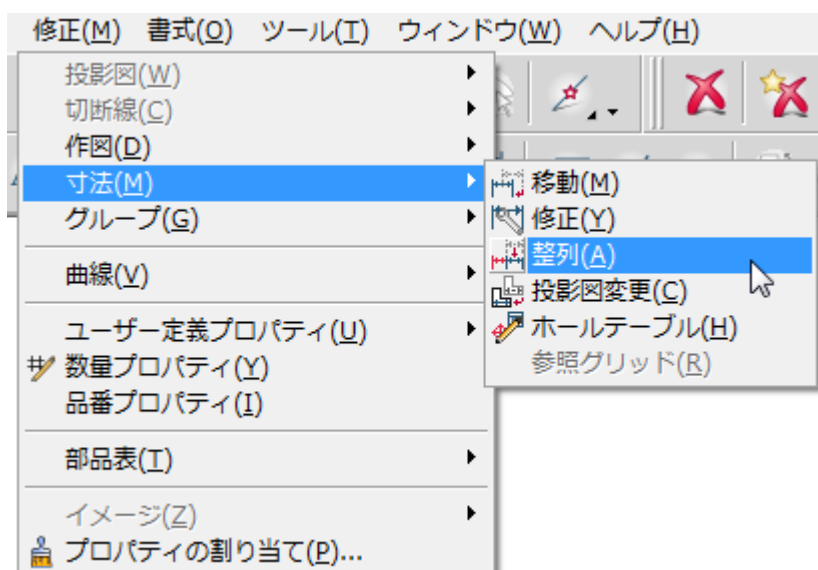 修正(M) 書式(O) ツール(T) ウィンドウ(W) ヘルプ(H)
投影図(W)
切断線(C)
作図(D)
寸法(M)
グループ(G)
曲線(V)
ユーザー定義プロパティ(U)
数量プロパティ(Y)
品番プロパティ(I)
部品表(T)
イメージ(Z)
プロパティの割り当て(P)...
移動(M)
修正(Y)
整列(A)
投影図変更(C)
ホールテーブル(H)
参照グリッド(R)